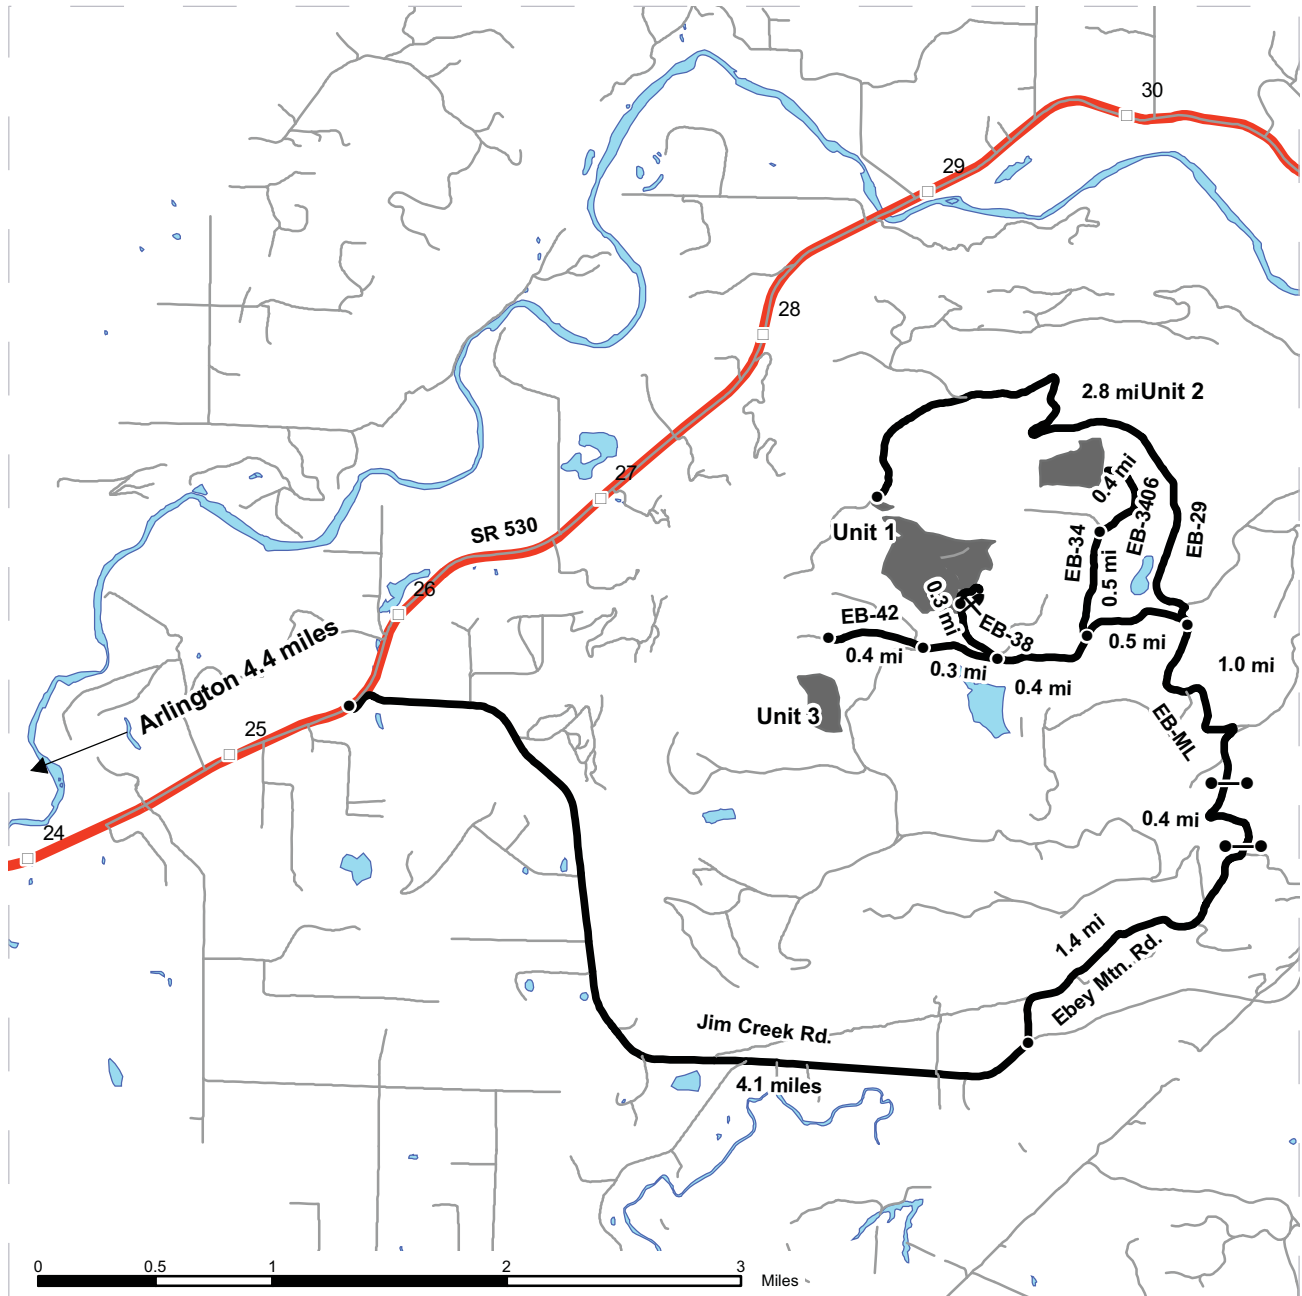 30
29
28
2.8 mi
Unit 2
27
0.4 mi
EB-3406
SR 530
EB-29
Unit 1
EB-34
0.5 mi
26
0.3 mi
EB-42
EB-38
Arlington 4.4 miles
0.5 mi
0.4 mi
0.3 mi
0.4 mi
1.0 mi
Unit 3
25
EB-ML
0.4 mi
24
1.4 mi
Ebey Mtn. Rd.
Jim Creek Rd.
4.1 miles
0 0.5 1 2 3
Miles